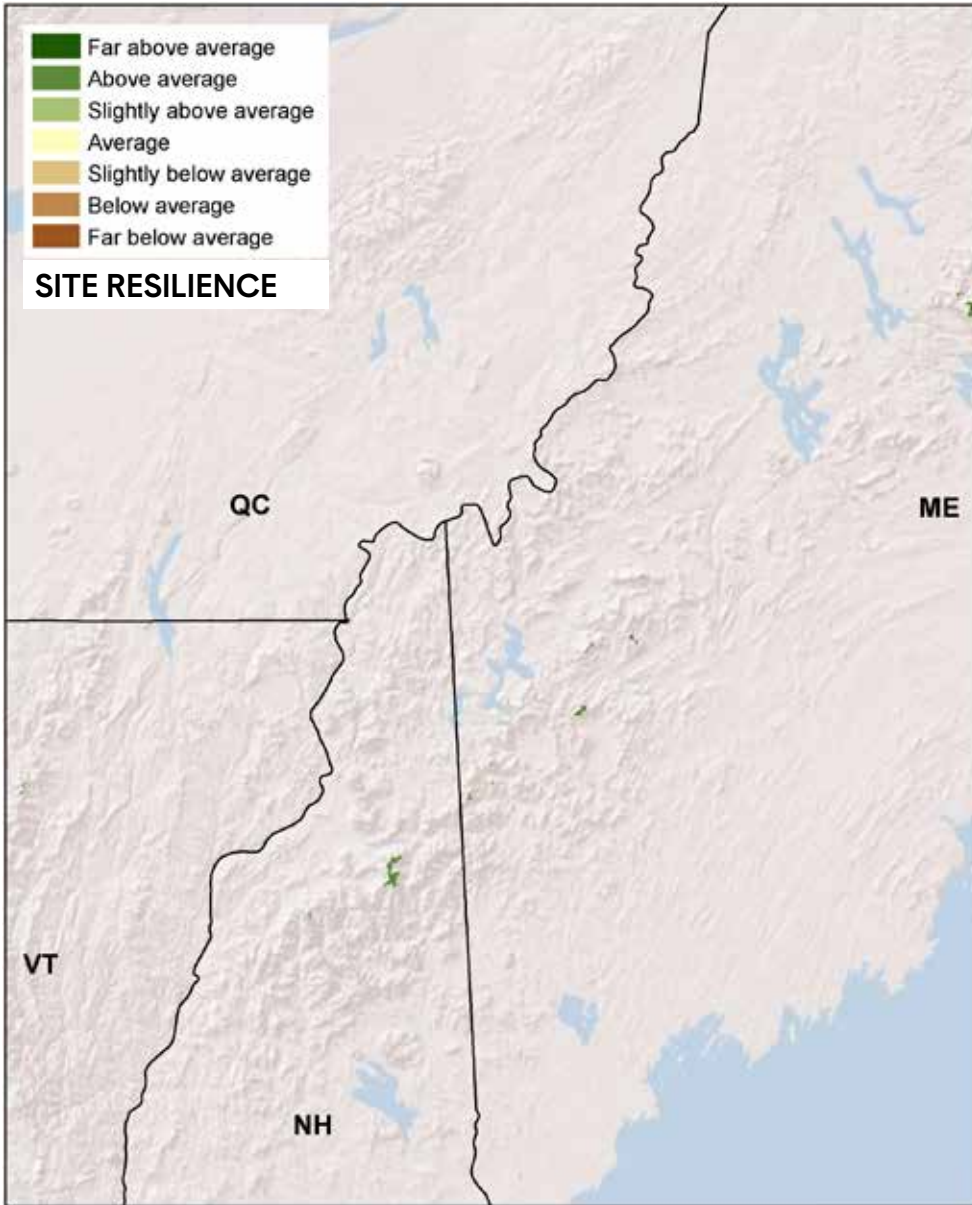 Far above average
Above average
Slightly above average
Average
Slightly below average
Below average
Far below average
SITE RESILIENCE
QC
ME
VT
NH